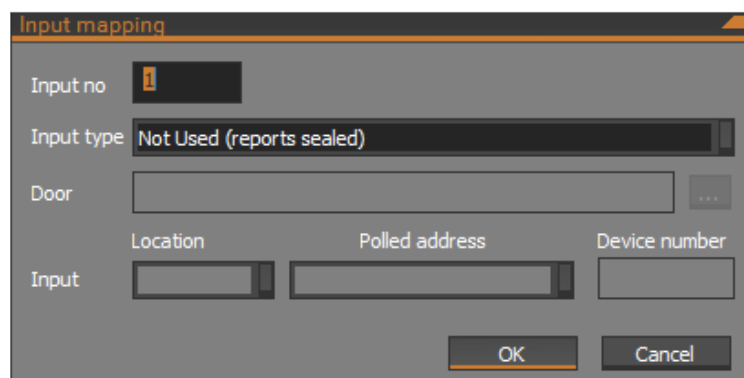 Input mapping
Input no 1
Input type Not Used (reports sealed)
Door ...
Location Polled address Device number
Input
OK Cancel